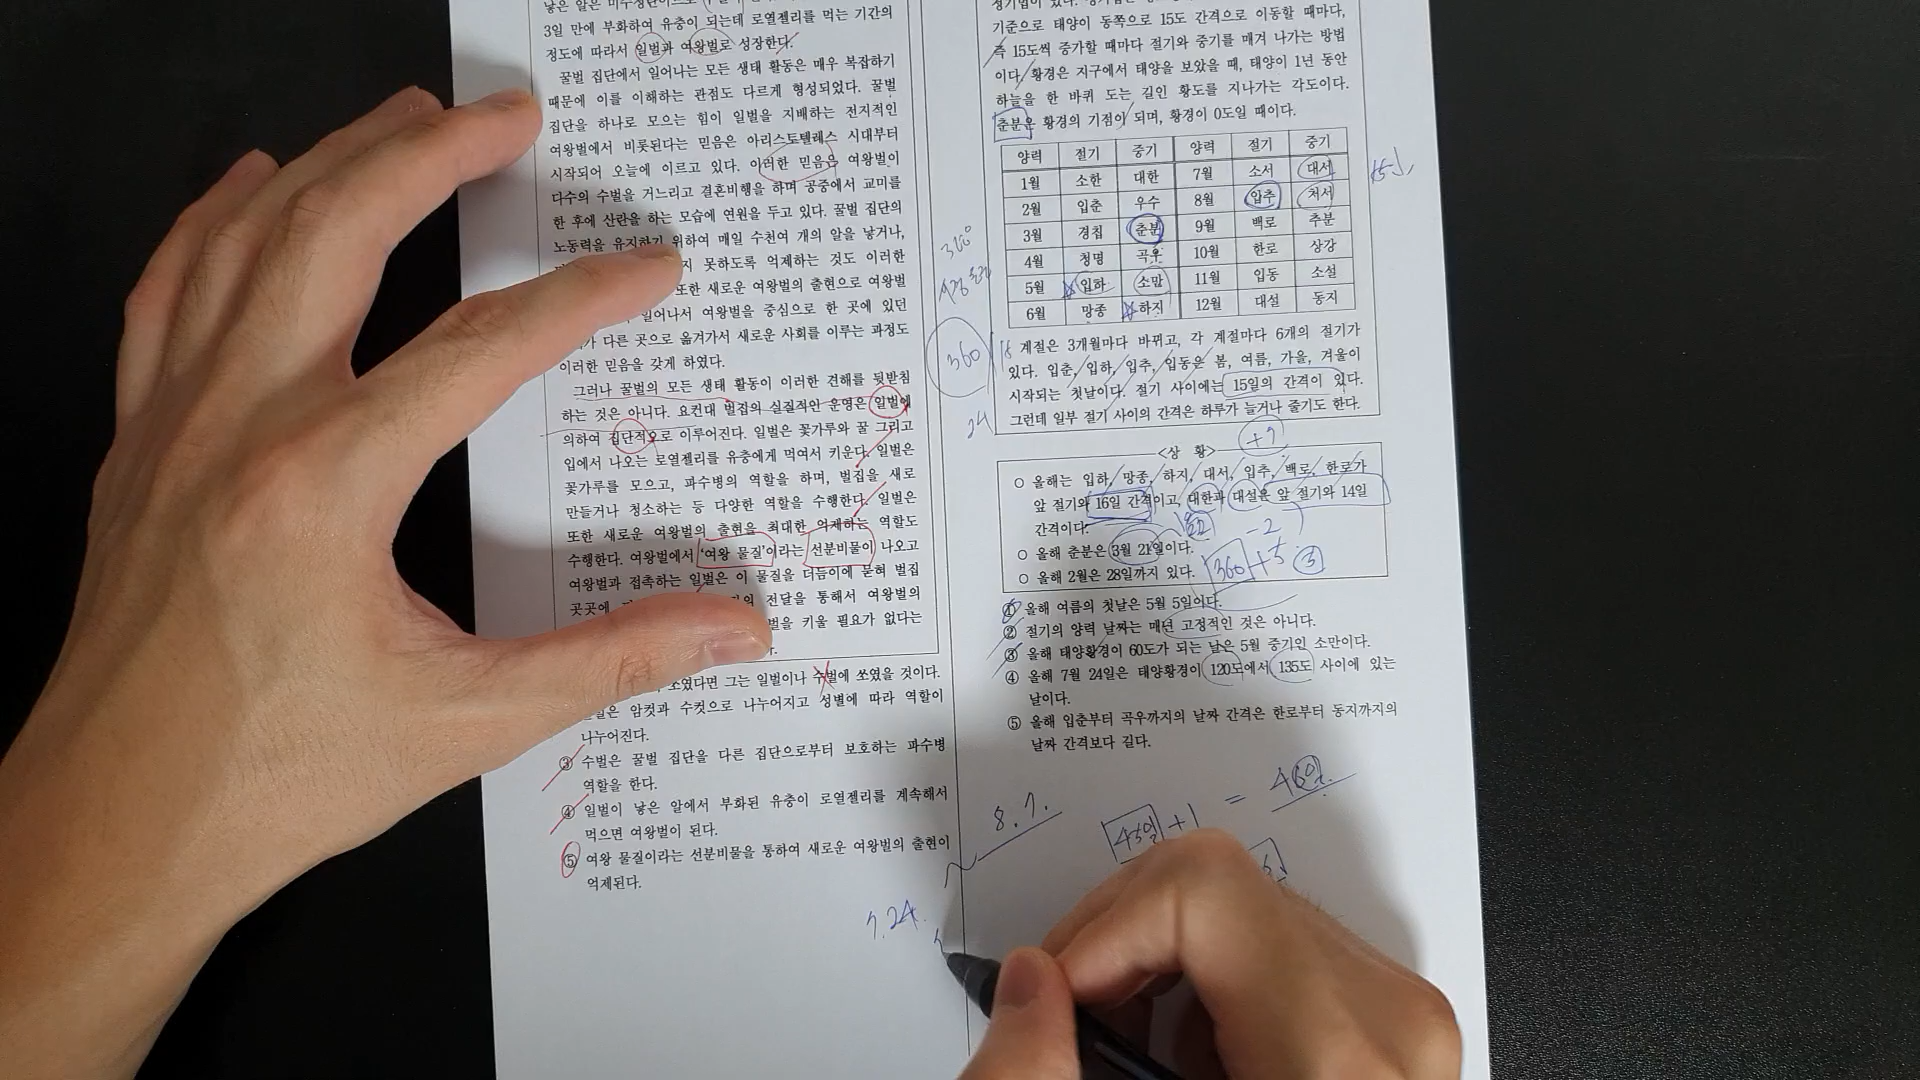 3일 만에 부화하여 유충이 되는데 로열젤리를 먹는 기간의
정도에 따라서 일벌과 여왕벌로 성장한다.
꿀벌 집단에서 일어나는 모든 생태 활동은 매우 복잡하기
때문에 이를 이해하는 관점도 다르게 형성되었다. 꿀벌
집단을 하나로 모으는 힘이 일벌을 지배하는 전지적인
여왕벌에서 비롯된다는 믿음은 아리스토텔레스 시대부터
시작되어 오늘에 이르고 있다. 이러한 믿음은 여왕벌이
다수의 수벌을 거느리고 결혼비행을 하며 공중에서 교미를
한 후에 산란을 하는 모습에 연원을 두고 있다. 꿀벌 집단의
노동력을 유지하기 위하여 매일 수천여 개의 알을 낳거나,
지 못하도록 억제하는 것도 이러한
또한 새로운 여왕벌의 출현으로 여왕벌
일어나서 여왕벌을 중심으로 한 곳에 있던
가 다른 곳으로 옮겨가서 새로운 사회를 이루는 과정도
이러한 믿음을 갖게 하였다.
그러나 꿀벌의 모든 생태 활동이 이러한 견해를 뒷받침
하는 것은 아니다. 요컨대 벌집의 실질적인 운영은 일벌에
의하여 집단적으로 이루어진다. 일벌은 꽃가루와 꿀 그리고
입에서 나오는 로열젤리를 유충에게 먹여서 키운다. 일벌은
꽃가루를 모으고, 파수병의 역할을 하며, 벌집을 새로
만들거나 청소하는 등 다양한 역할을 수행한다. 일벌은
또한 새로운 여왕벌의 출현을 최대한 억제하는 역할도
수행한다. 여왕벌에서 '여왕 물질'이라는 선분비물이 나오고
여왕벌과 접촉하는 일벌은 이 물질을 더듬이에 묻혀 벌집
곳곳에 의 전달을 통해서 여왕벌의
벌을 키울 필요가 없다는
쏘였다면 그는 일벌이나 수벌에 쏘였을 것이다.
은 암컷과 수컷으로 나누어지고 성별에 따라 역할이
나누어진다.
③ 수벌은 꿀벌 집단을 다른 집단으로부터 보호하는 파수병
역할을 한다.
④ 일벌이 낳은 알에서 부화된 유충이 로열젤리를 계속해서
먹으면 여왕벌이 된다.
⑤ 여왕 물질이라는 선분비물을 통하여 새로운 여왕벌의 출현이
억제된다.
7.24.
8.7.
360
24
기준으로 태양이 동쪽으로 15도 간격으로 이동할 때마다,
즉 15도씩 증가할 때마다 절기와 중기를 매겨 나가는 방법
이다. 황경은 지구에서 태양을 보았을 때, 태양이 1년 동안
하늘을 한 바퀴 도는 길인 황도를 지나가는 각도이다.
춘분은 황경의 기점이 되며, 황경이 0도일 때이다.
양력 절기 중기 양력 절기 중기
1월 소한 대한 7월 소서 대서
2월 입춘 우수 8월 입추 처서
3월 경칩 춘분 9월 백로 추분
4월 청명 곡우 10월 한로 상강
5월 입하 소만 11월 입동 소설
6월 망종 하지 12월 대설 동지
계절은 3개월마다 바뀌고, 각 계절마다 6개의 절기가
있다. 입춘, 입하, 입추, 입동은 봄, 여름, 가을, 겨울이
시작되는 첫날이다. 절기 사이에는 15일의 간격이 있다.
그런데 일부 절기 사이의 간격은 하루가 늘거나 줄기도 한다.
+7
<상 황>
○ 올해는 입하, 망종, 하지, 대서, 입추, 백로, 한로가
앞 절기와 16일 간격이고, 대한과 대설은 앞 절기와 14일
간격이다.
-2
○ 올해 춘분은 3월 21일이다.
○ 올해 2월은 28일까지 있다.
360+5 ③
① 올해 여름의 첫날은 5월 5일이다.
② 절기의 양력 날짜는 매년 고정적인 것은 아니다.
③ 올해 태양황경이 60도가 되는 날은 5월 중기인 소만이다.
④ 올해 7월 24일은 태양황경이 120도에서 135도 사이에 있는
날이다.
⑤ 올해 입춘부터 곡우까지의 날짜 간격은 한로부터 동지까지의
날짜 간격보다 길다.
45일+1 = 46일.